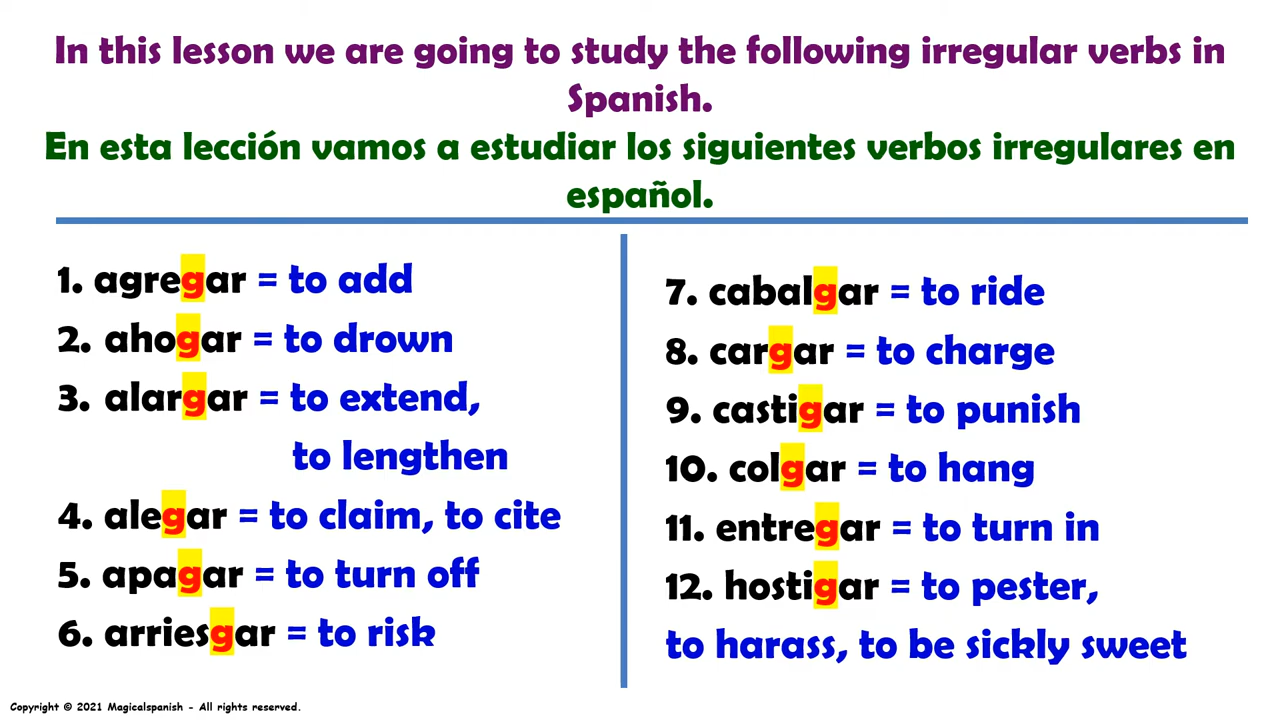 In this lesson we are going to study the following irregular verbs in
Spanish.
En esta lección vamos a estudiar los siguientes verbos irregulares en
español.
1. agregar = to add
2. ahogar = to drown
3. alargar = to extend,
to lengthen
4. alegar = to claim, to cite
5. apagar = to turn off
6. arriesgar = to risk
7. cabalgar = to ride
8. cargar = to charge
9. castigar = to punish
10. colgar = to hang
11. entregar = to turn in
12. hostigar = to pester,
to harass, to be sickly sweet
Copyright © 2021 Magicalspanish - All rights reserved.